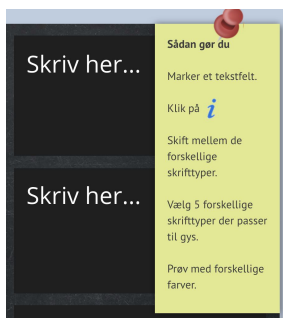 Skriv her...
Skriv her...
Sådan gør du
Marker et tekstfelt.
Klik på i
Skift mellem de
forskellige
skrifttyper.
Vælg 5 forskellige
skrifttyper der passer
til gys.
Prøv med forskellige
farver.